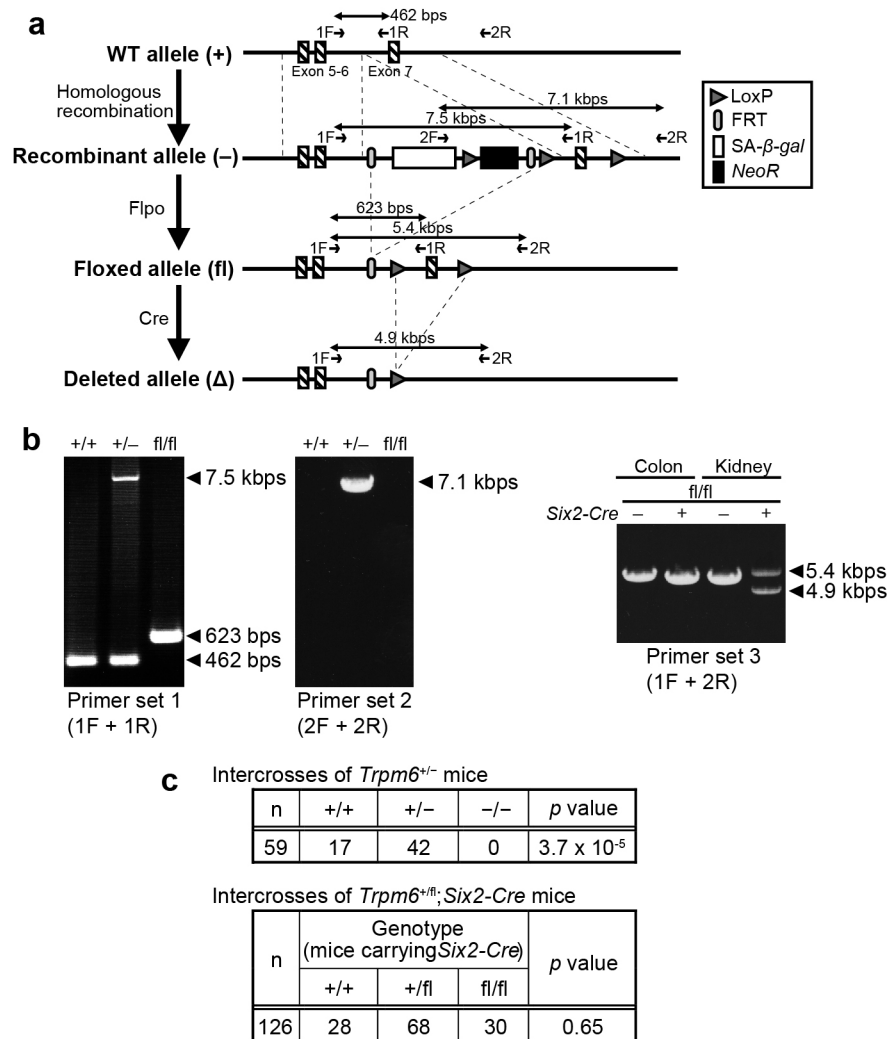 a
462 bps
1F 1R 2R
WT allele (+)
Exon 5-6 Exon 7
Homologous
recombination
7.1 kbps
7.5 kbps
1F 2F 1R 2R
Recombinant allele (–)
LoxP
FRT
SA-β-gal
NeoR
Flpo
623 bps
5.4 kbps
1F 1R 2R
Floxed allele (fl)
Cre
4.9 kbps
1F 2R
Deleted allele (Δ)
b
+/+ +/– fl/fl
7.5 kbps
623 bps
462 bps
Primer set 1
(1F + 1R)
+/+ +/– fl/fl
7.1 kbps
Primer set 2
(2F + 2R)
Colon Kidney
fl/fl
Six2-Cre – + – +
5.4 kbps
4.9 kbps
Primer set 3
(1F + 2R)
c
Intercrosses of Trpm6+/– mice
n +/+ +/– –/– p value
59 17 42 0 3.7 x 10-5
Intercrosses of Trpm6+/fl;Six2-Cre mice
n
Genotype
(mice carryingSix2-Cre)
p value
+/+ +/fl fl/fl
126 28 68 30 0.65